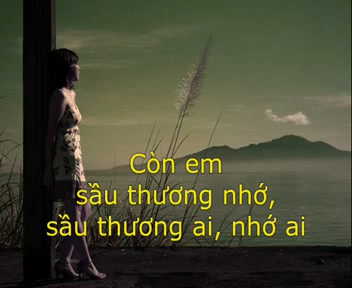 Còn em
sầu thương nhớ,
sầu thương ai, nhớ ai